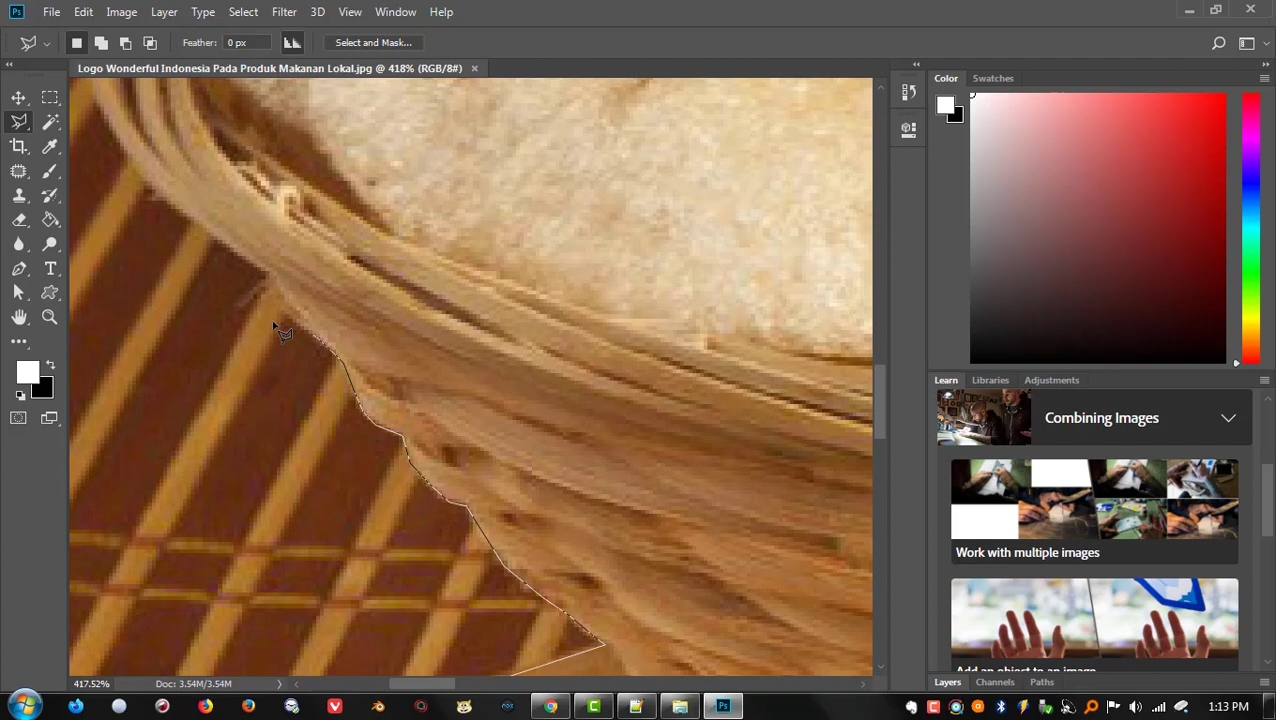 Ps File Edit Image Layer Type Select Filter 3D View Window Help
Feather: 0 px Select and Mask...
Logo Wonderful Indonesia Pada Produk Makanan Lokal.jpg @ 418% (RGB/8#)
Color Swatches
Learn Libraries Adjustments
Combining Images
Work with multiple images
Add an object to an image
Layers Channels Paths
417.52% Doc: 3.54M/3.54M
1:13 PM